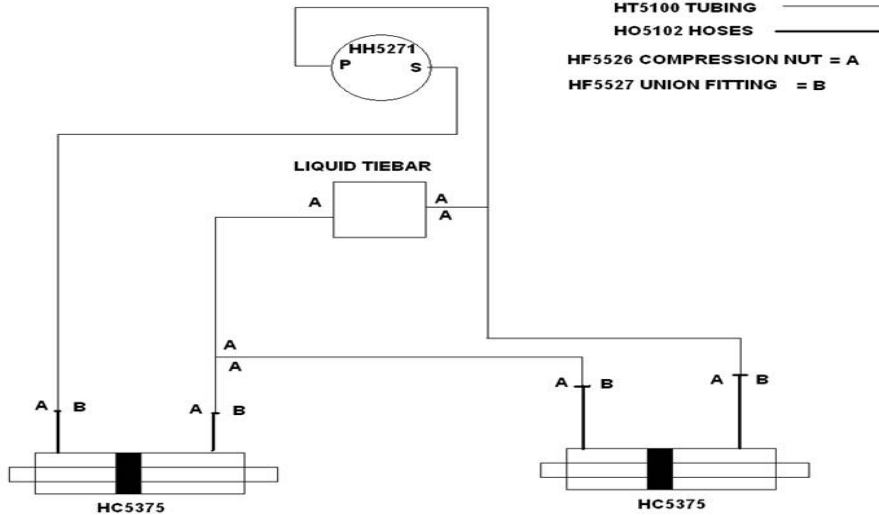 HT5100 TUBING
HO5102 HOSES
HF5526 COMPRESSION NUT = A
HF5527 UNION FITTING = B
HH5271
P S
LIQUID TIEBAR
A A
A
A
A
A B A B
A B A B
HC5375 HC5375